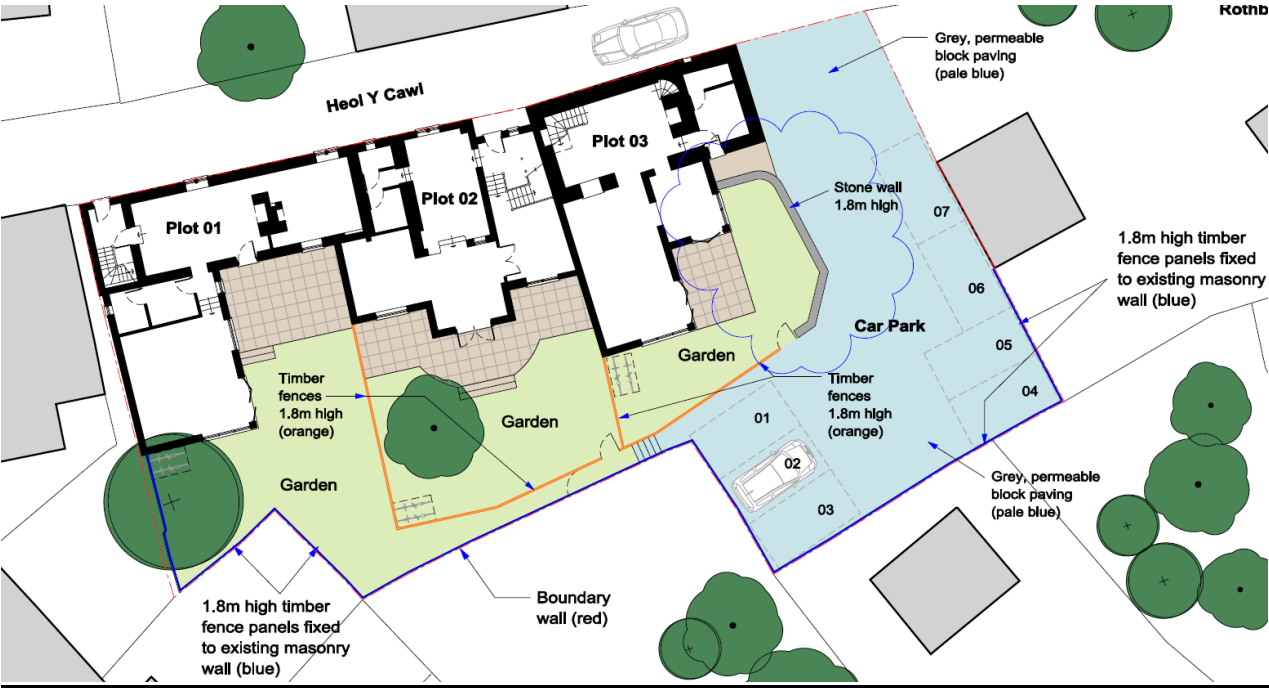 Rothb
Grey, permeable
block paving
(pale blue)
Heol Y Cawl
Plot 03
Stone wall
1.8m high
Plot 02
Plot 01
07
1.8m high timber
fence panels fixed
to existing masonry
wall (blue)
06
Car Park
05
Garden
04
Timber
fences
1.8m high
(orange)
Timber
fences
1.8m high
(orange)
01
Garden
02
Garden
03
Grey, permeable
block paving
(pale blue)
1.8m high timber
fence panels fixed
to existing masonry
wall (blue)
Boundary
wall (red)